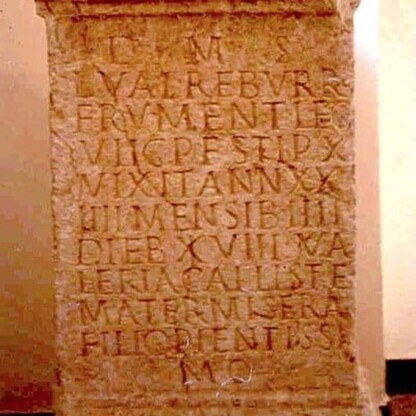 D M S
L VAL REBVRR
FRVMENT LEG
VII G P F STIP X
VIXIT ANN XX
IIII MENSIB IIII
DIEB XVIII VA
LERIA CALLISTE
MATER MISERA
FILIO PIENTISSI
MO